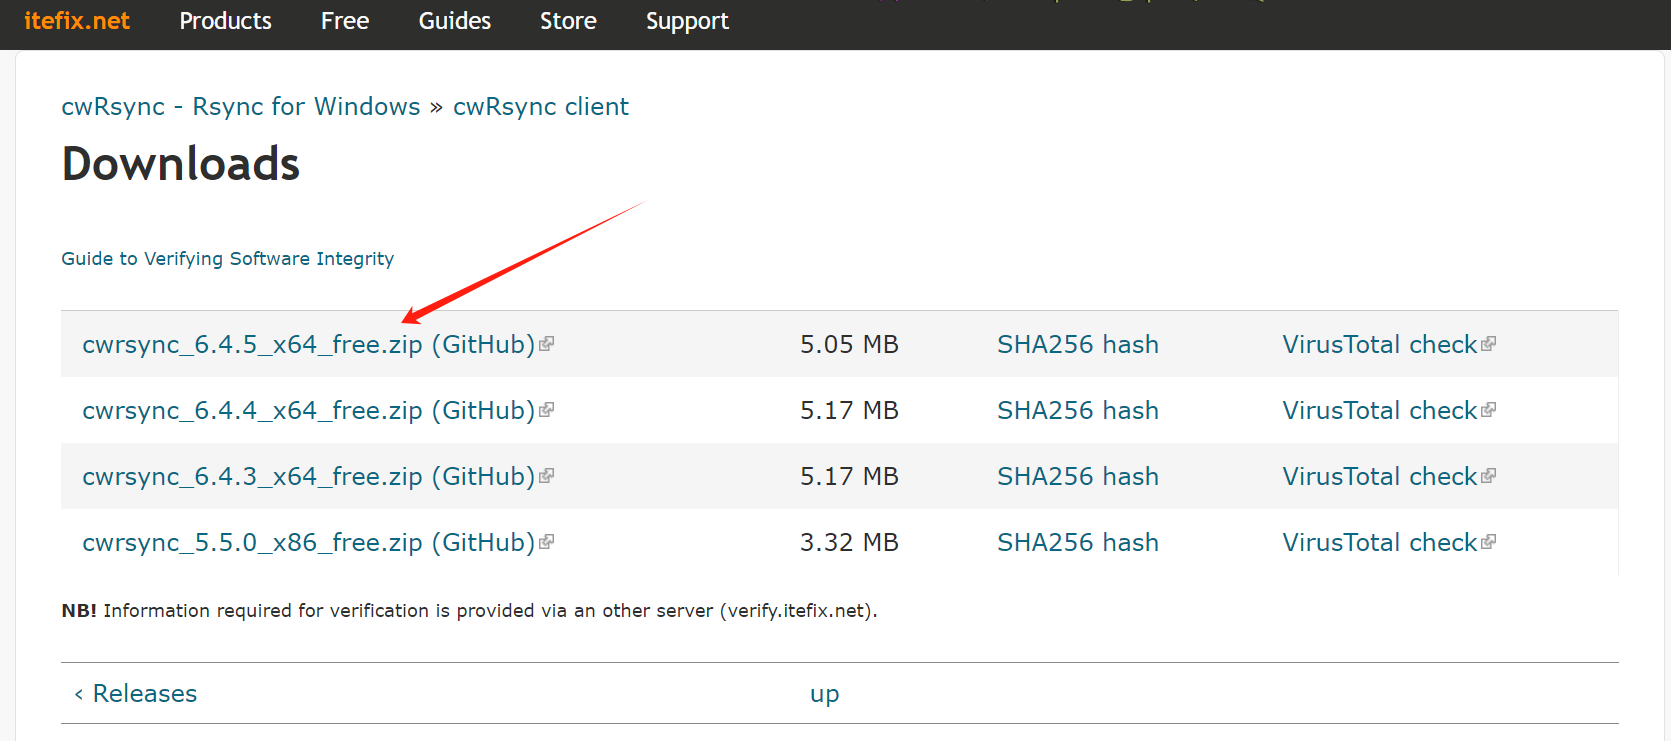 itefix.net Products Free Guides Store Support
cwRsync - Rsync for Windows » cwRsync client
Downloads
Guide to Verifying Software Integrity
cwrsync_6.4.5_x64_free.zip (GitHub) 5.05 MB SHA256 hash VirusTotal check
cwrsync_6.4.4_x64_free.zip (GitHub) 5.17 MB SHA256 hash VirusTotal check
cwrsync_6.4.3_x64_free.zip (GitHub) 5.17 MB SHA256 hash VirusTotal check
cwrsync_5.5.0_x86_free.zip (GitHub) 3.32 MB SHA256 hash VirusTotal check
NB! Information required for verification is provided via an other server (verify.itefix.net).
‹ Releases up